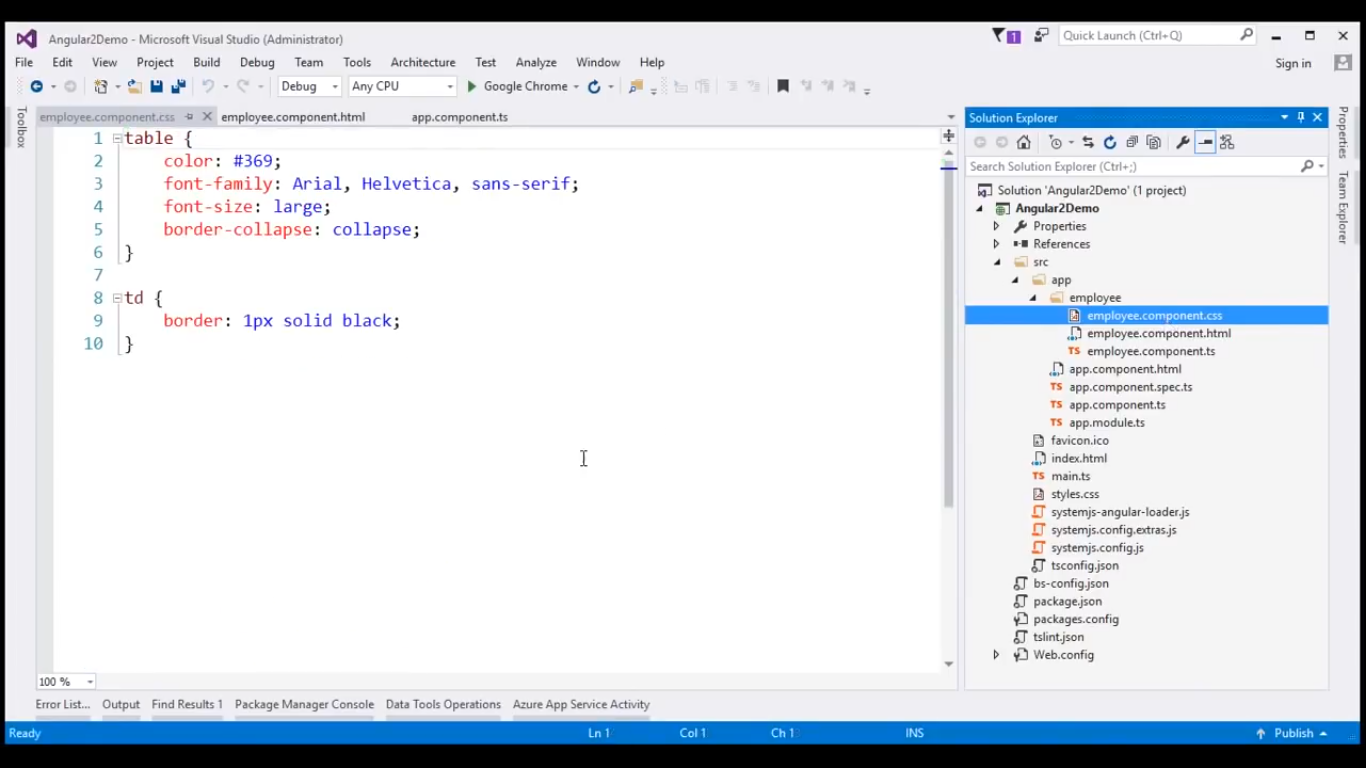 Angular2Demo - Microsoft Visual Studio (Administrator)
1
Quick Launch (Ctrl+Q)
File Edit View Project Build Debug Team Tools Architecture Test Analyze Window Help
Sign in
Debug Any CPU Google Chrome
Toolbox
employee.component.css employee.component.html app.component.ts
1 table {
2 color: #369;
3 font-family: Arial, Helvetica, sans-serif;
4 font-size: large;
5 border-collapse: collapse;
6 }
7
8 td {
9 border: 1px solid black;
10 }
100 %
Solution Explorer
Search Solution Explorer (Ctrl+;)
Solution 'Angular2Demo' (1 project)
Angular2Demo
Properties
References
src
app
employee
employee.component.css
employee.component.html
TS employee.component.ts
app.component.html
TS app.component.spec.ts
TS app.component.ts
TS app.module.ts
favicon.ico
index.html
TS main.ts
styles.css
systemjs-angular-loader.js
systemjs.config.extras.js
systemjs.config.js
tsconfig.json
bs-config.json
package.json
packages.config
tslint.json
Web.config
Properties
Team Explorer
Error List... Output Find Results 1 Package Manager Console Data Tools Operations Azure App Service Activity
Ready Ln 1 Col 1 Ch 1 INS Publish